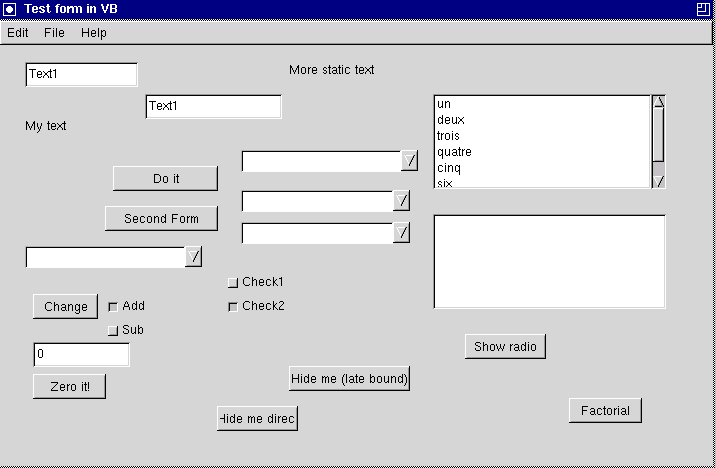 Test form in VB
Edit File Help
Text1
More static text
Text1
My text
un
deux
trois
quatre
cinq
six
Do it
Second Form
Check1
Change
Add
Check2
Sub
Show radio
0
Hide me (late bound)
Zero it!
Factorial
Hide me direc